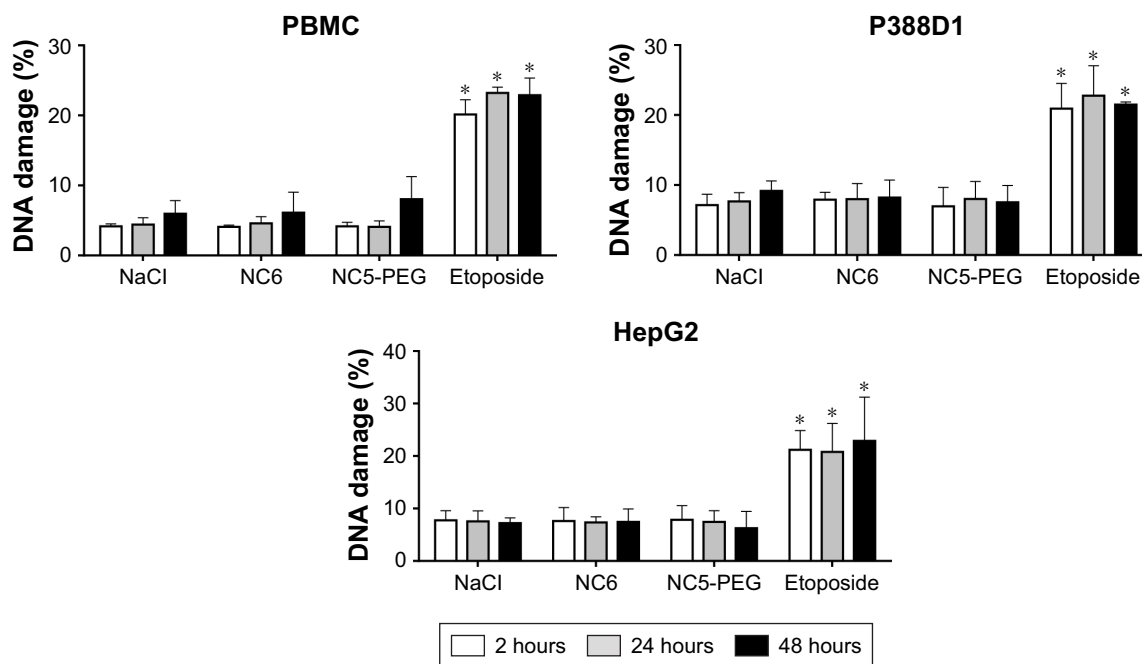 PBMC
DNA damage (%)
30
20
10
0
* * *
NaCl NC6 NC5-PEG Etoposide
P388D1
DNA damage (%)
30
20
10
0
* * *
NaCl NC6 NC5-PEG Etoposide
HepG2
DNA damage (%)
40
30
20
10
0
* * *
NaCl NC6 NC5-PEG Etoposide
2 hours 24 hours 48 hours